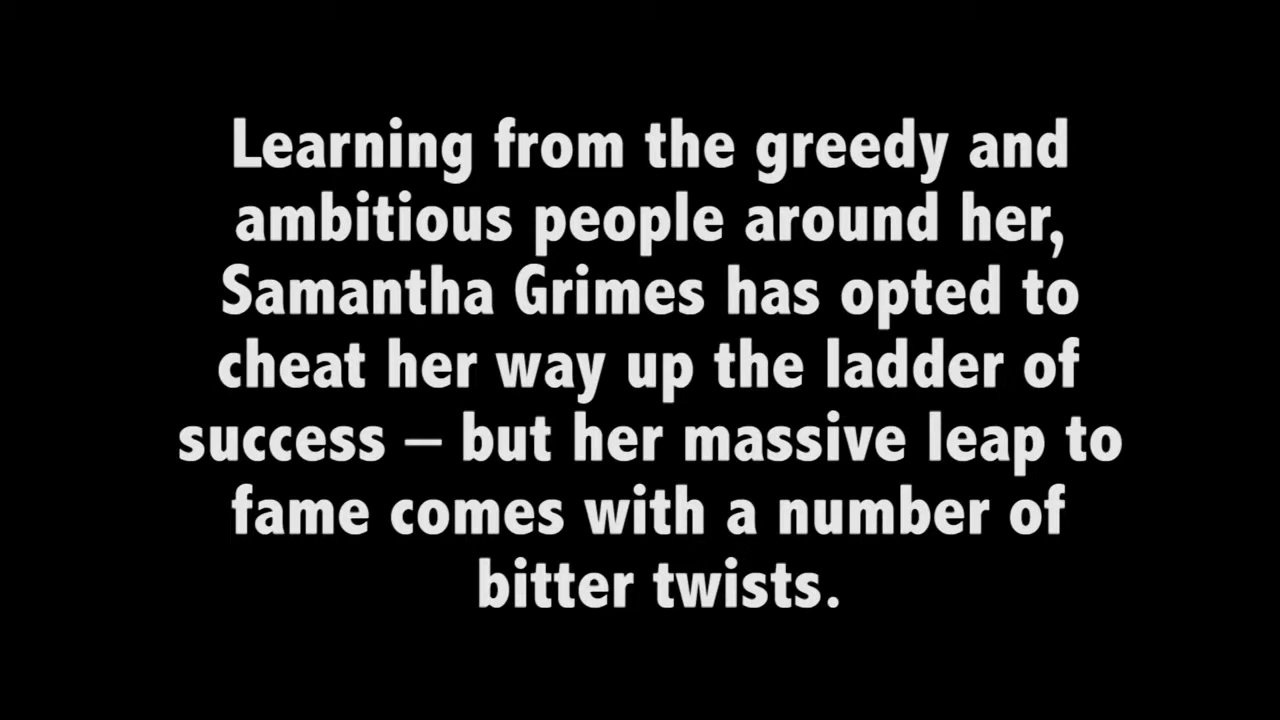 Learning from the greedy and
ambitious people around her,
Samantha Grimes has opted to
cheat her way up the ladder of
success – but her massive leap to
fame comes with a number of
bitter twists.